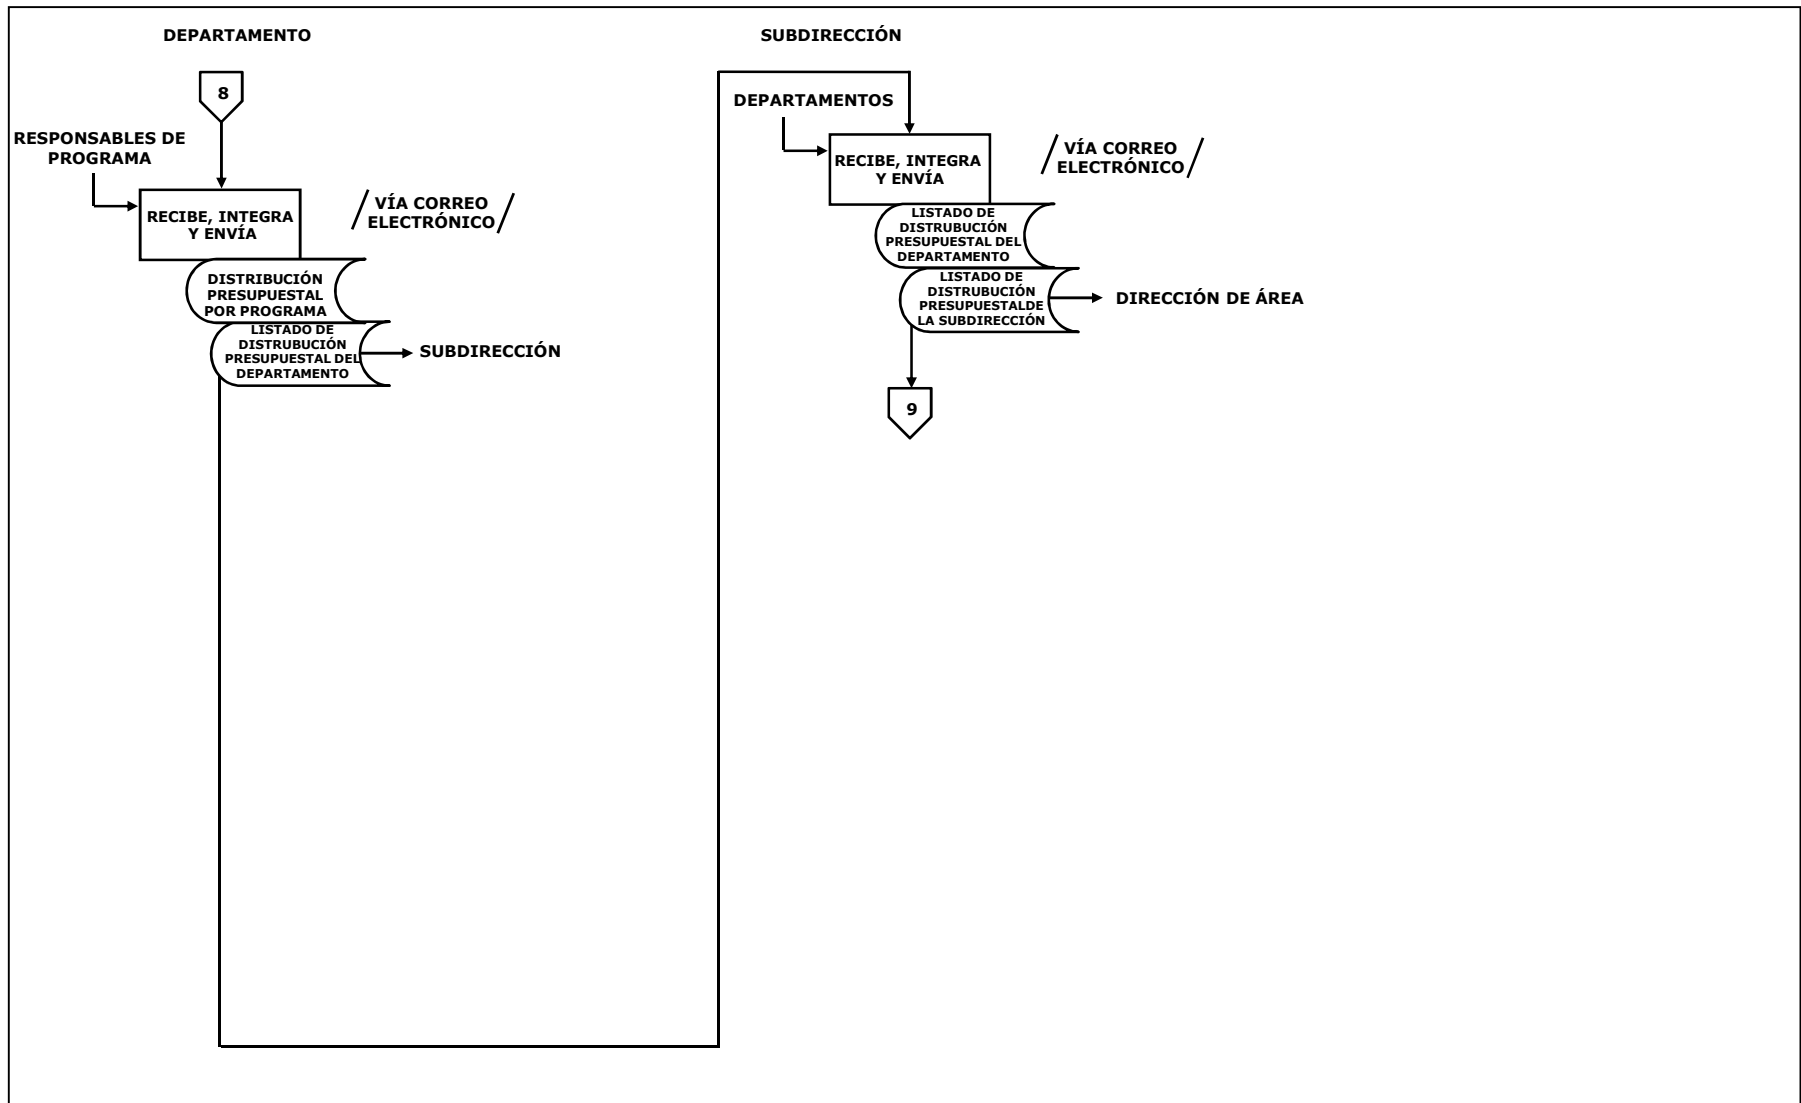 DEPARTAMENTO
8
RESPONSABLES DE
PROGRAMA
RECIBE, INTEGRA
Y ENVÍA
VÍA CORREO
ELECTRÓNICO
DISTRIBUCIÓN
PRESUPUESTAL
POR PROGRAMA
LISTADO DE
DISTRUBUCIÓN
PRESUPUESTAL DEL
DEPARTAMENTO
SUBDIRECCIÓN
SUBDIRECCIÓN
DEPARTAMENTOS
RECIBE, INTEGRA
Y ENVÍA
VÍA CORREO
ELECTRÓNICO
LISTADO DE
DISTRUBUCIÓN
PRESUPUESTAL DEL
DEPARTAMENTO
LISTADO DE
DISTRUBUCIÓN
PRESUPUESTALDE
LA SUBDIRECCIÓN
DIRECCIÓN DE ÁREA
9